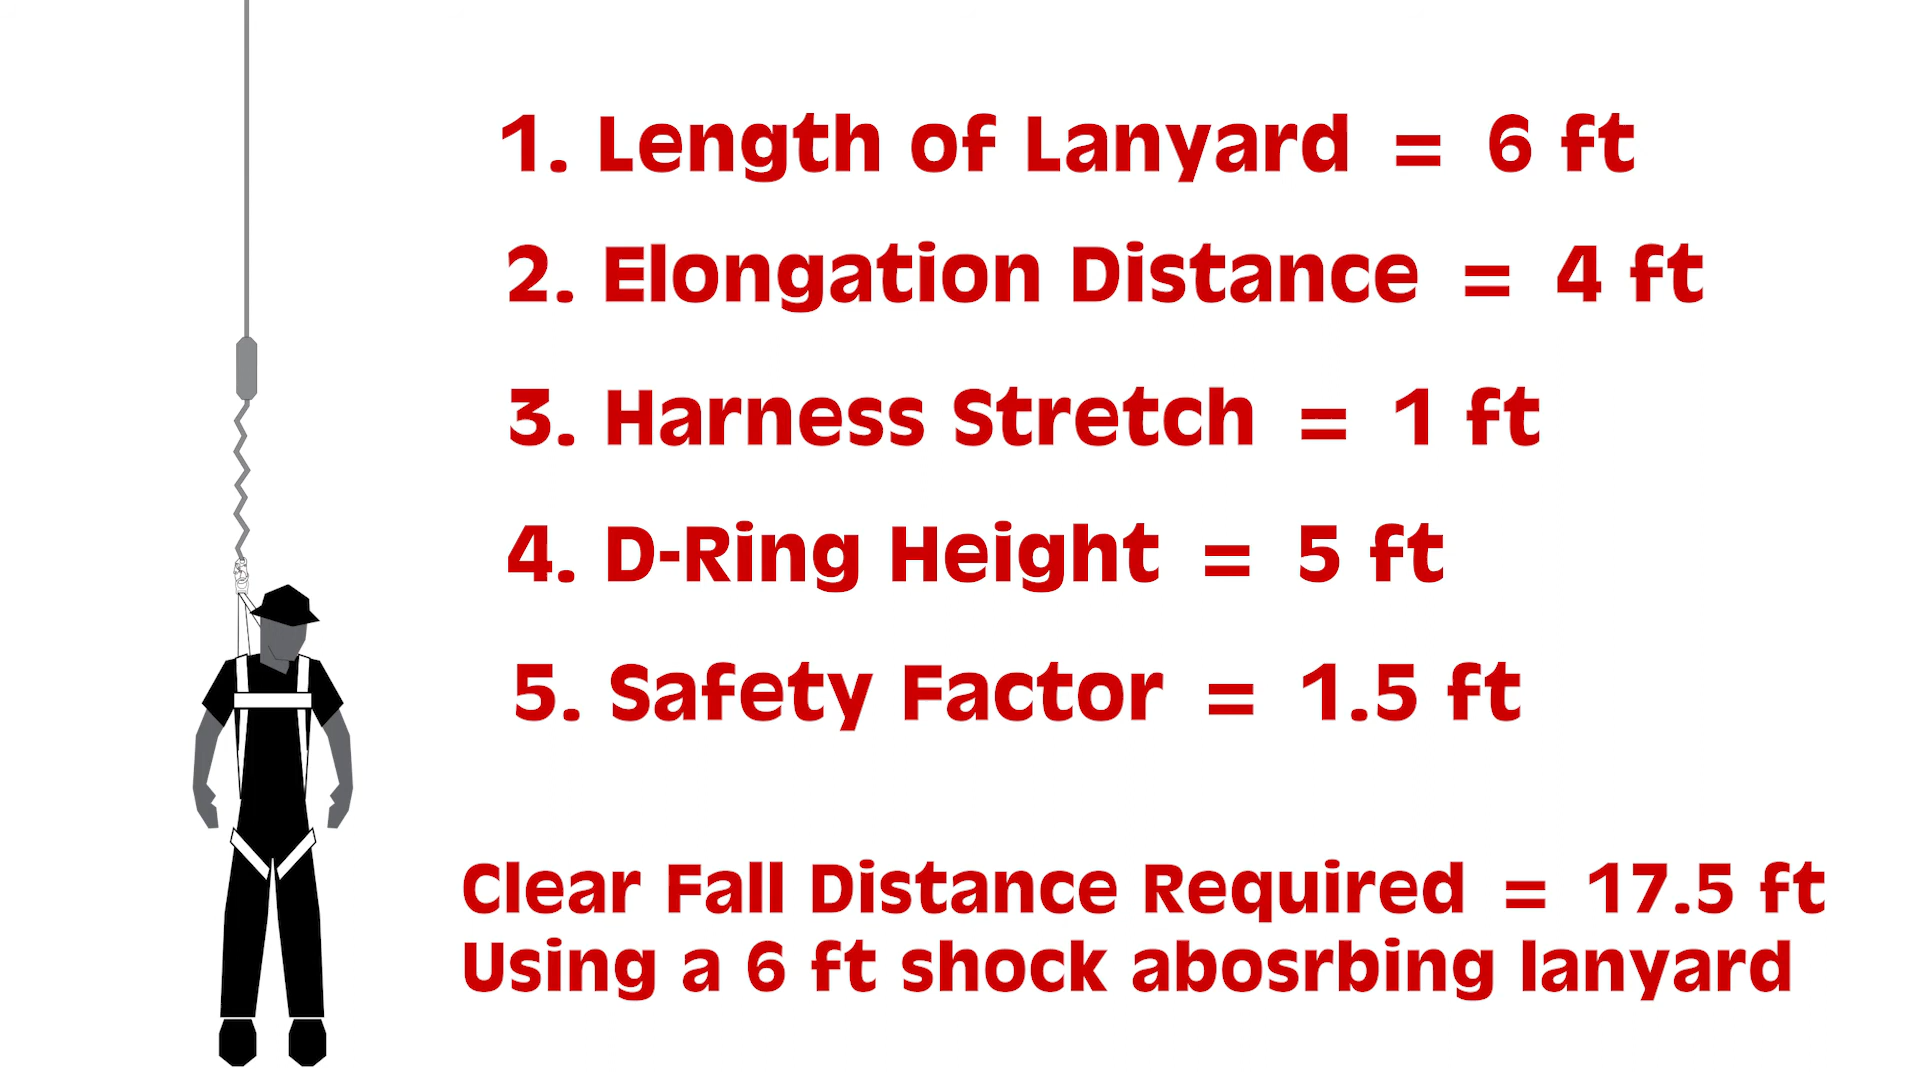 1. Length of Lanyard = 6 ft
2. Elongation Distance = 4 ft
3. Harness Stretch = 1 ft
4. D-Ring Height = 5 ft
5. Safety Factor = 1.5 ft
Clear Fall Distance Required = 17.5 ft
Using a 6 ft shock abosrbing lanyard